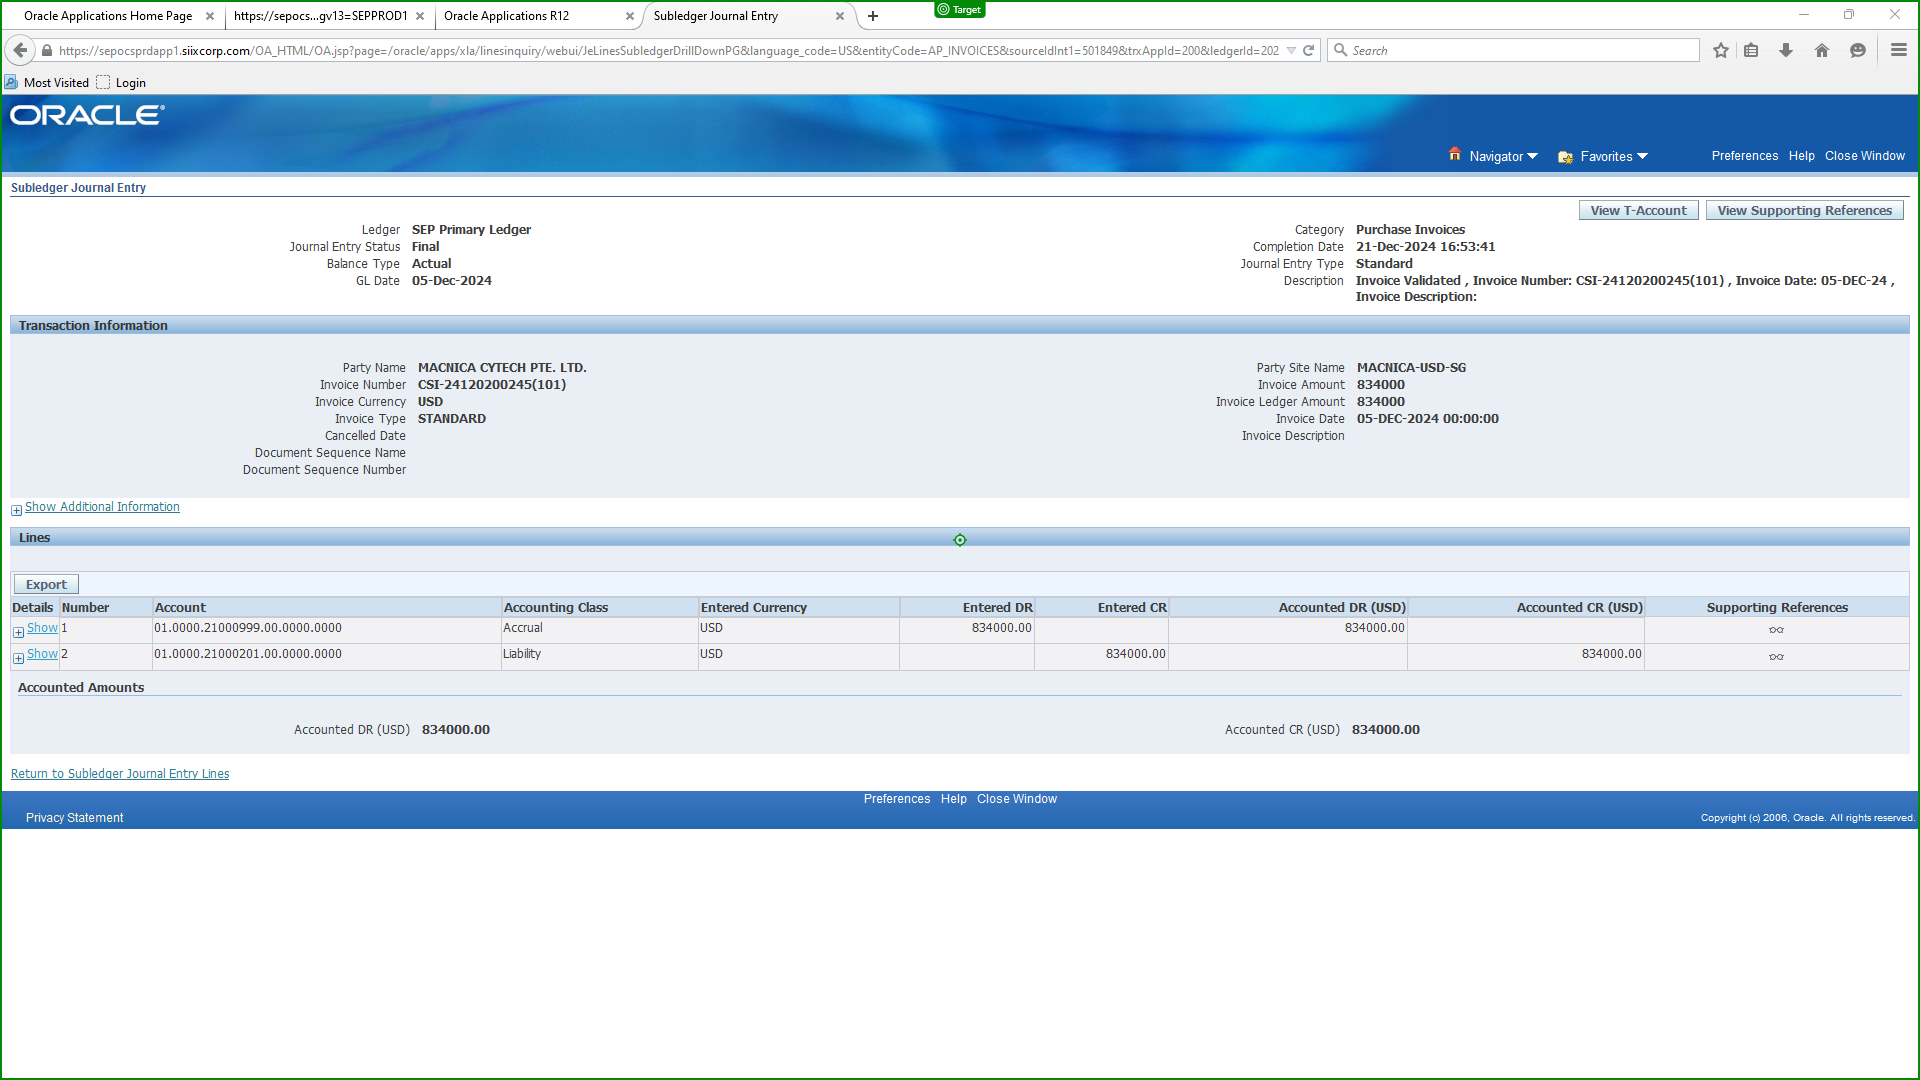 Oracle Applications Home Page
https://sepocs...gv13=SEPPROD1
Oracle Applications R12
Subledger Journal Entry
Target
https://sepocsprdapp1.siixcorp.com/OA_HTML/OA.jsp?page=/oracle/apps/xla/linesinquiry/webui/JeLinesSubledgerDrillDownPG&language_code=US&entityCode=AP_INVOICES&sourceIdInt1=501849&trxAppId=200&ledgerId=202
Search
Most Visited Login
ORACLE®
Navigator Favorites Preferences Help Close Window
Subledger Journal Entry
View T-Account View Supporting References
Ledger SEP Primary Ledger
Journal Entry Status Final
Balance Type Actual
GL Date 05-Dec-2024
Category Purchase Invoices
Completion Date 21-Dec-2024 16:53:41
Journal Entry Type Standard
Description Invoice Validated , Invoice Number: CSI-24120200245(101) , Invoice Date: 05-DEC-24 ,
Invoice Description:
Transaction Information
Party Name MACNICA CYTECH PTE. LTD.
Invoice Number CSI-24120200245(101)
Invoice Currency USD
Invoice Type STANDARD
Cancelled Date
Document Sequence Name
Document Sequence Number
Party Site Name MACNICA-USD-SG
Invoice Amount 834000
Invoice Ledger Amount 834000
Invoice Date 05-DEC-2024 00:00:00
Invoice Description
Show Additional Information
Lines
Export
Details Number Account Accounting Class Entered Currency Entered DR Entered CR Accounted DR (USD) Accounted CR (USD) Supporting References
Show 1 01.0000.21000999.00.0000.0000 Accrual USD 834000.00 834000.00
Show 2 01.0000.21000201.00.0000.0000 Liability USD 834000.00 834000.00
Accounted Amounts
Accounted DR (USD) 834000.00
Accounted CR (USD) 834000.00
Return to Subledger Journal Entry Lines
Preferences Help Close Window
Privacy Statement
Copyright (c) 2006, Oracle. All rights reserved.